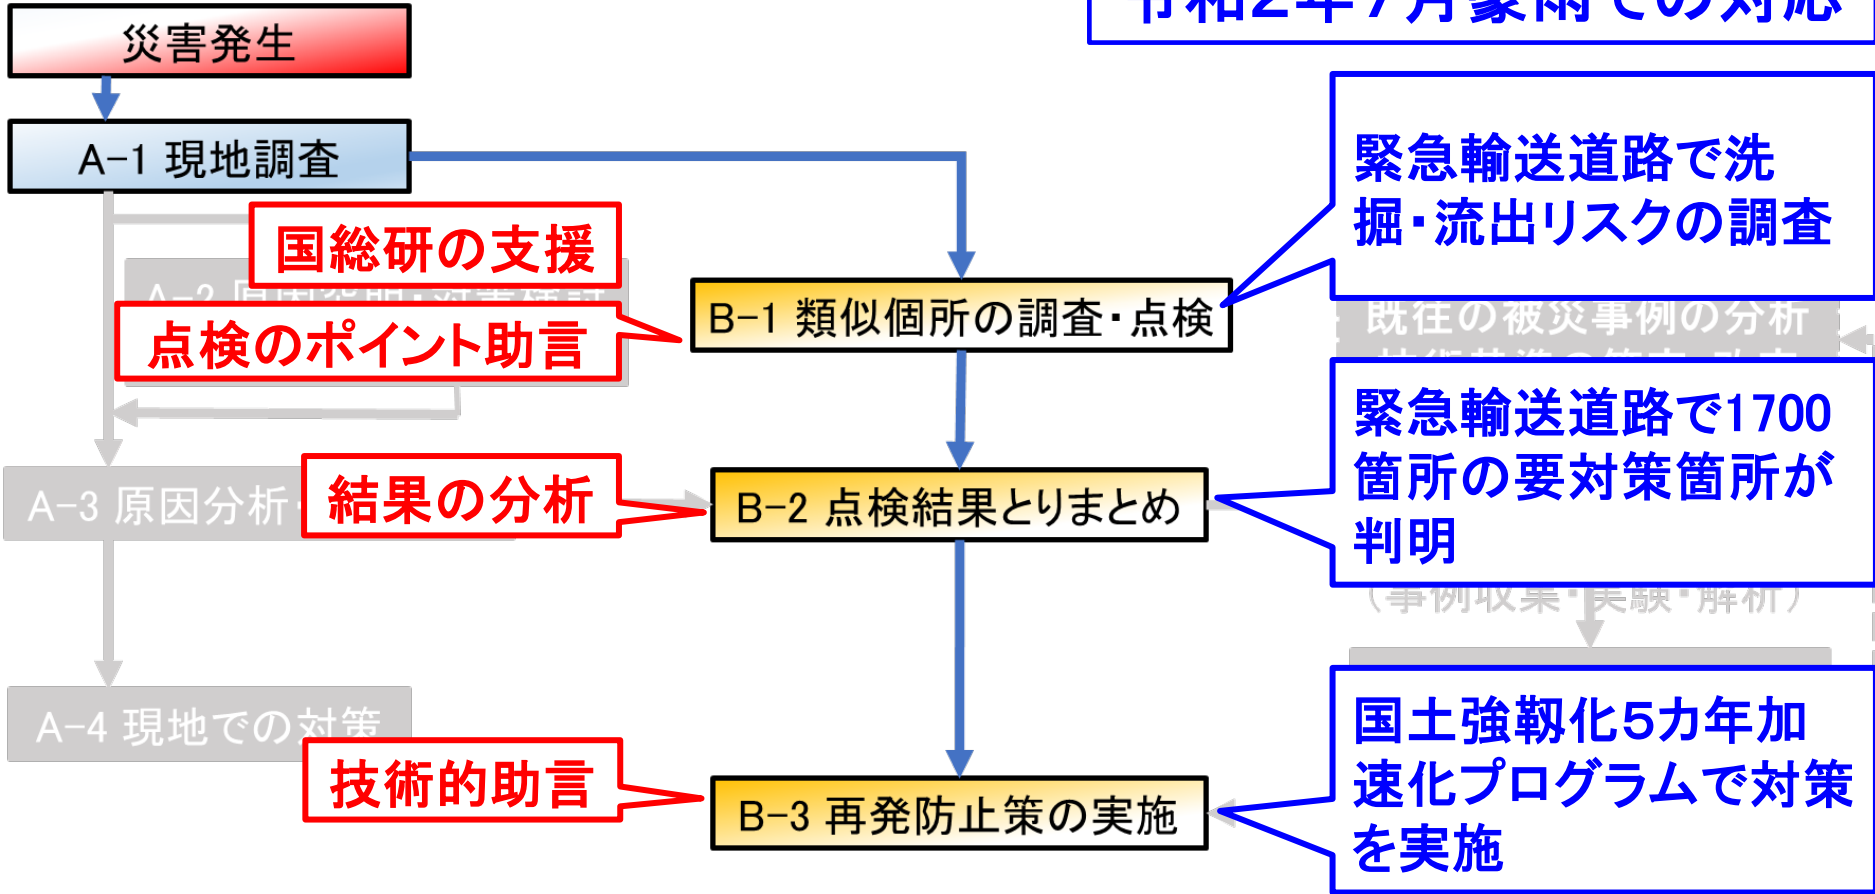 令和2年7月豪雨での対応
災害発生
A-1 現地調査
国総研の支援
点検のポイント助言
B-1 類似個所の調査・点検
緊急輸送道路で洗
掘・流出リスクの調査
既往の被災事例の分析
A-3 原因分析
結果の分析
B-2 点検結果とりまとめ
緊急輸送道路で1700
箇所の要対策箇所が
判明
（事例収集・実験・解析）
A-4 現地での対策
技術的助言
B-3 再発防止策の実施
国土強靱化5カ年加
速化プログラムで対策
を実施